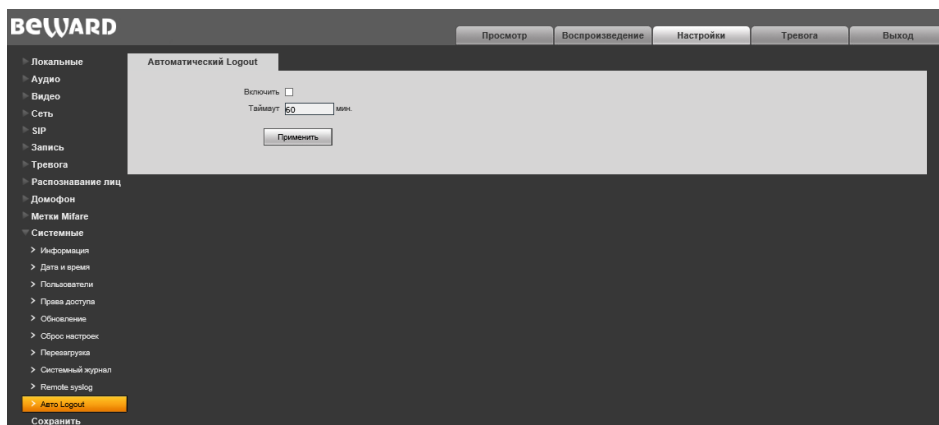 BEWARD
Просмотр Воспроизведение Настройки Тревога Выход
Локальные
Аудио
Видео
Сеть
SIP
Запись
Тревога
Распознавание лиц
Домофон
Метки Mifare
Системные
Информация
Дата и время
Пользователи
Права доступа
Обновление
Сброс настроек
Перезагрузка
Системный журнал
Remote syslog
Авто Logout
Сохранить
Автоматический Logout
Включить
Таймаут 60 мин.
Применить